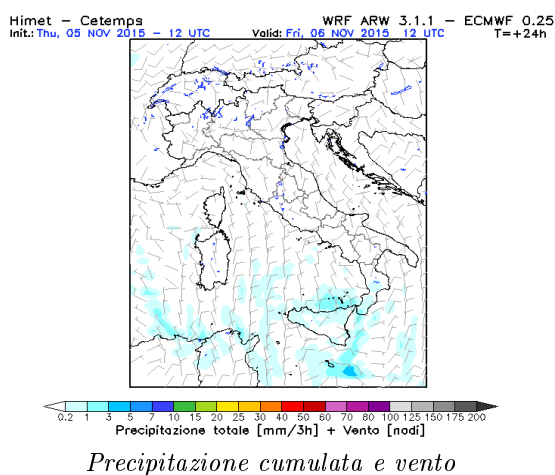 Himet – Cetemps WRF ARW 3.1.1 – ECMWF 0.25
Init.: Thu, 05 NOV 2015 – 12 UTC Valid: Fri, 06 NOV 2015 12 UTC T=+24h
0.2 1 3 5 5 10 15 20 25 30 40 50 60 70 80 100 125 150 175 200
Precipitazione totale [mm/3h] + Vento [nodi]
Precipitazione cumulata e vento